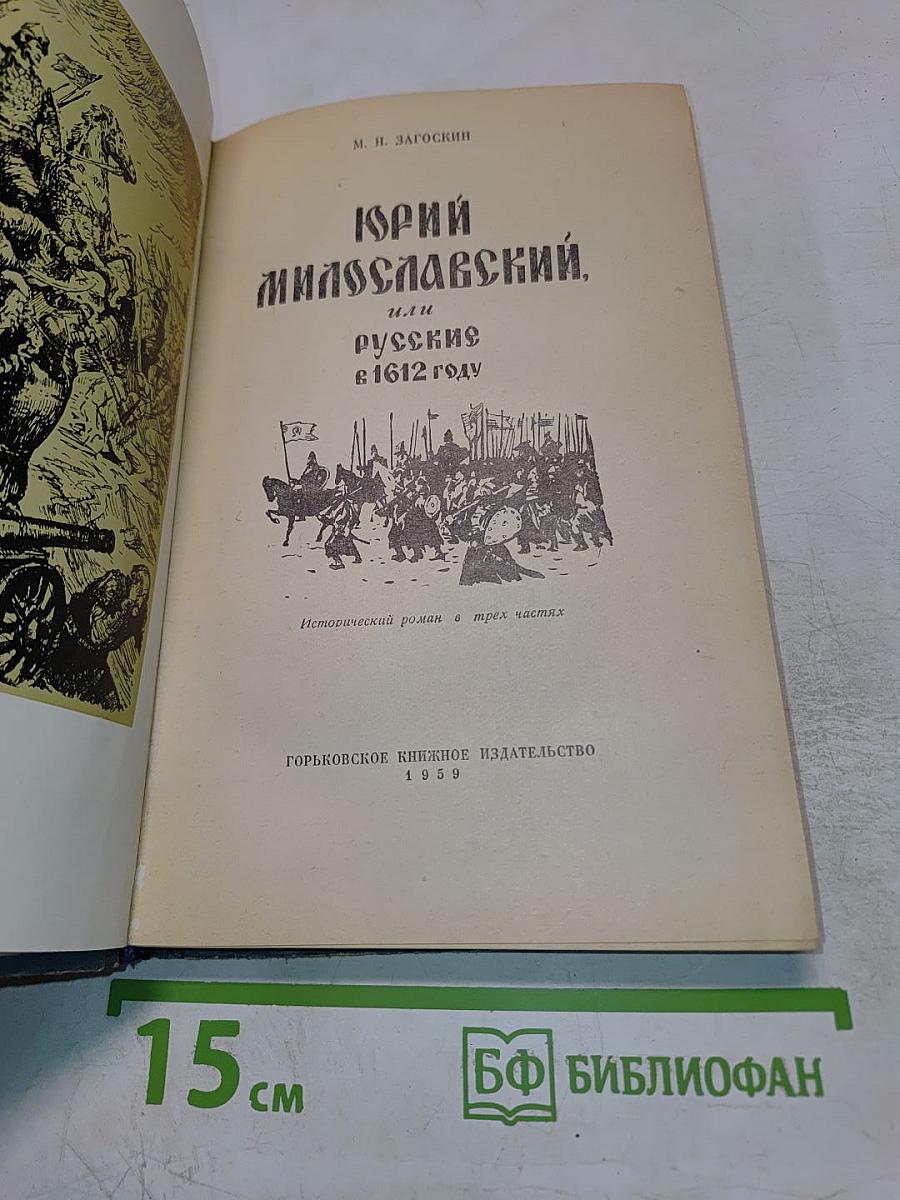 М. Н. ЗАГОСКИН
ЮРИЙ
МИЛОСЛАВСКИЙ,
или
РУССКИЕ
в 1612 году
Исторический роман в трех частях
ГОРЬКОВСКОЕ КНИЖНОЕ ИЗДАТЕЛЬСТВО
1959
15 см
БФ БИБЛИОФАН